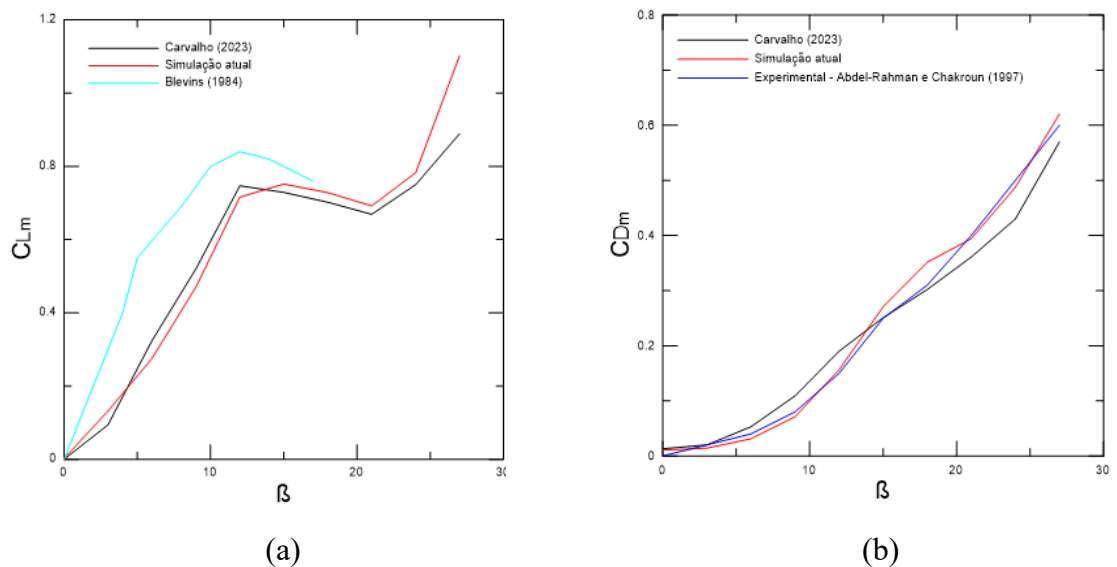 1.2
Carvalho (2023)
Simulação atual
Blevins (1984)
0.8
CLm
0.4
0
0
10
20
30
ß
(a)
0.8
Carvalho (2023)
Simulação atual
Experimental - Abdel-Rahman e Chakroun (1997)
0.6
CDm
0.4
0.2
0
0
10
20
30
ß
(b)